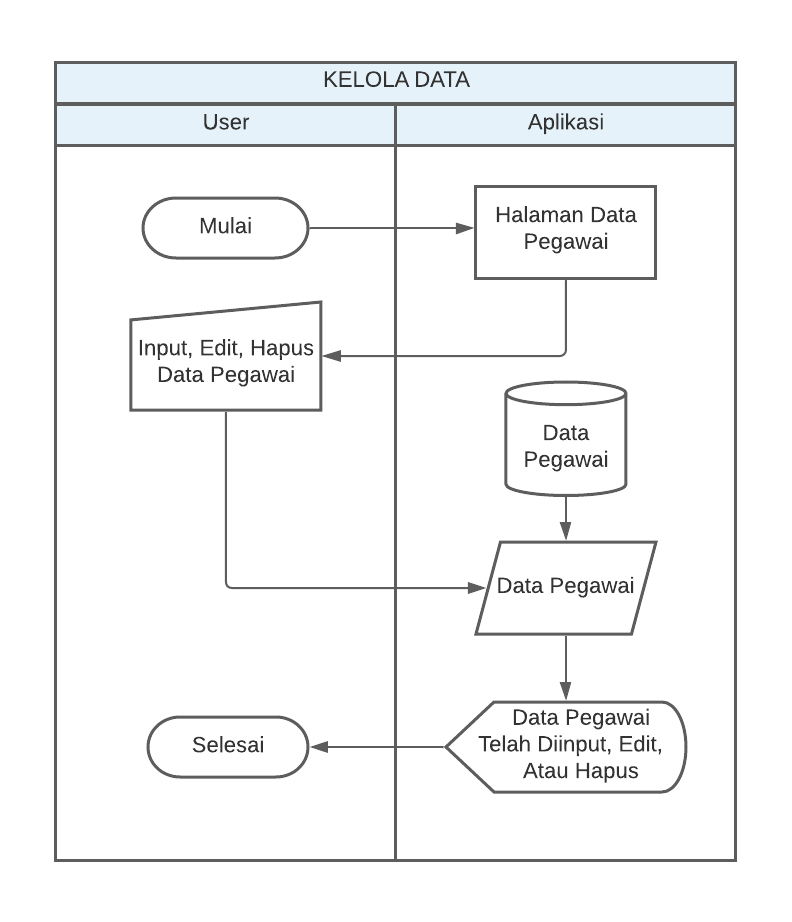 KELOLA DATA
User
Aplikasi
Mulai
Halaman Data
Pegawai
Input, Edit, Hapus
Data Pegawai
Data
Pegawai
Data Pegawai
Data Pegawai
Telah Diinput, Edit,
Atau Hapus
Selesai